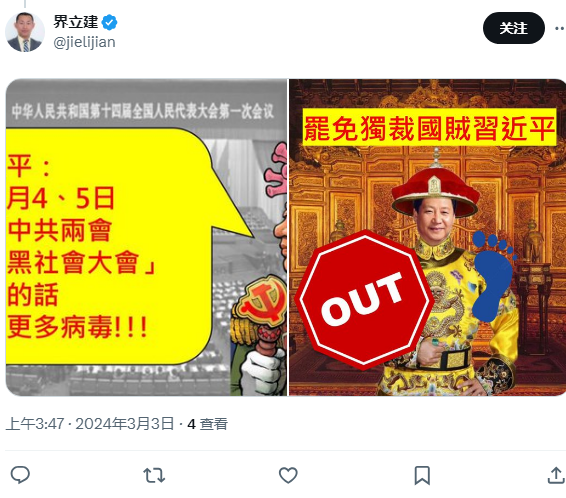 界立建
@jielijian
关注
中华人民共和国第十四届全国人民代表大会第一次会议
平：
月4、5日
中共兩會
黑社會大會」
的話
更多病毒!!!
罷免獨裁國賊習近平
OUT
上午3:47 · 2024年3月3日 · 4 查看